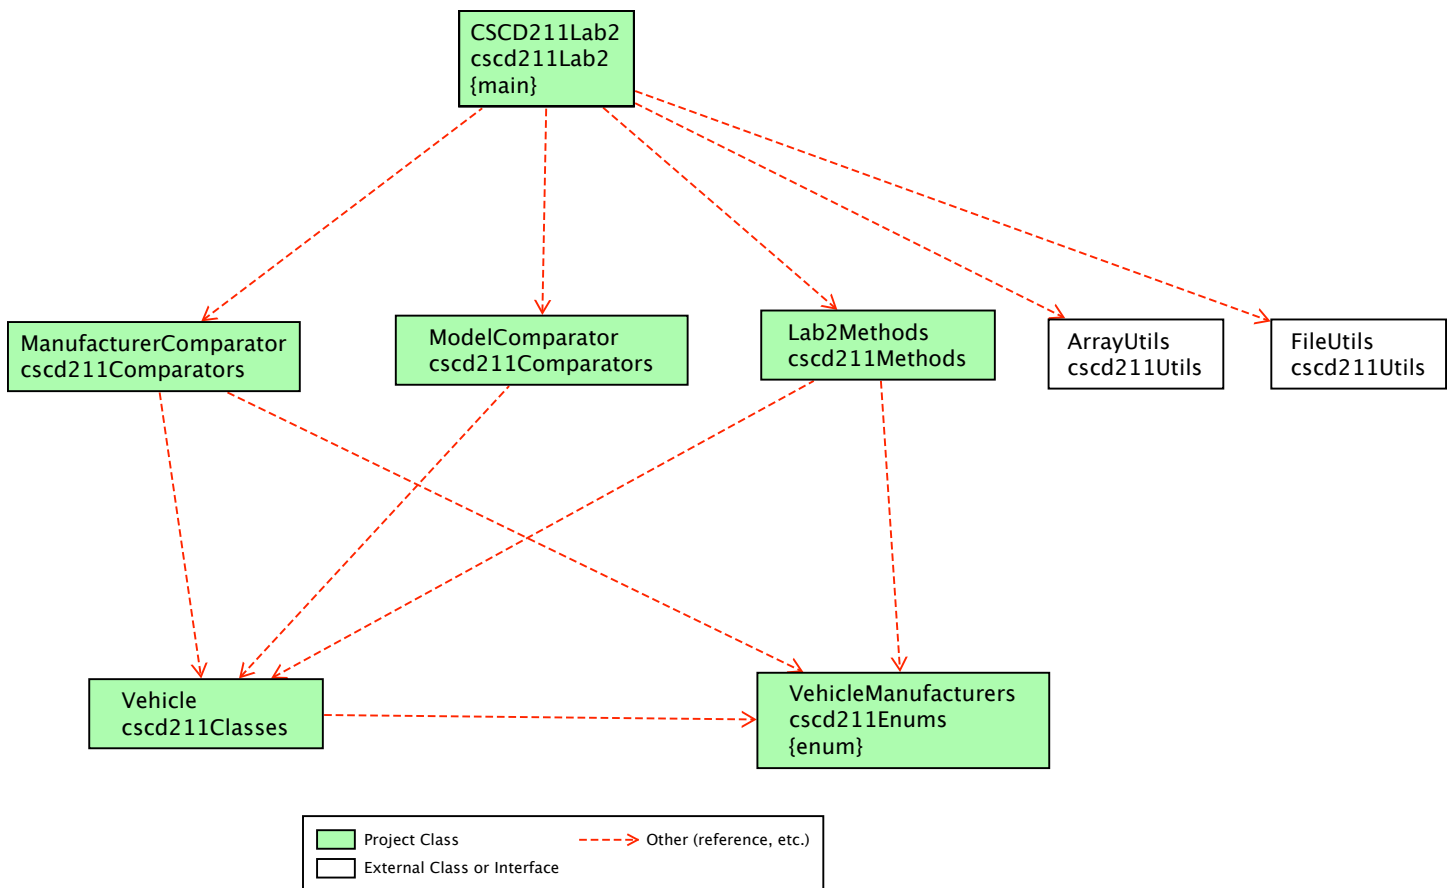 CSCD211Lab2
cscd211Lab2
{main}
ManufacturerComparator
cscd211Comparators
ModelComparator
cscd211Comparators
Lab2Methods
cscd211Methods
ArrayUtils
cscd211Utils
FileUtils
cscd211Utils
Vehicle
cscd211Classes
VehicleManufacturers
cscd211Enums
{enum}
Project Class
Other (reference, etc.)
External Class or Interface